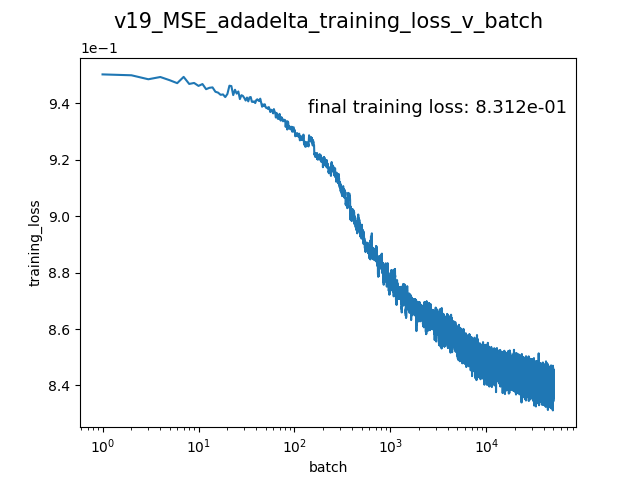 v19_MSE_adadelta_training_loss_v_batch
1e−1
9.4
final training loss: 8.312e-01
9.2
9.0
8.8
8.6
8.4
training_loss
10⁰ 10¹ 10² 10³ 10⁴
batch